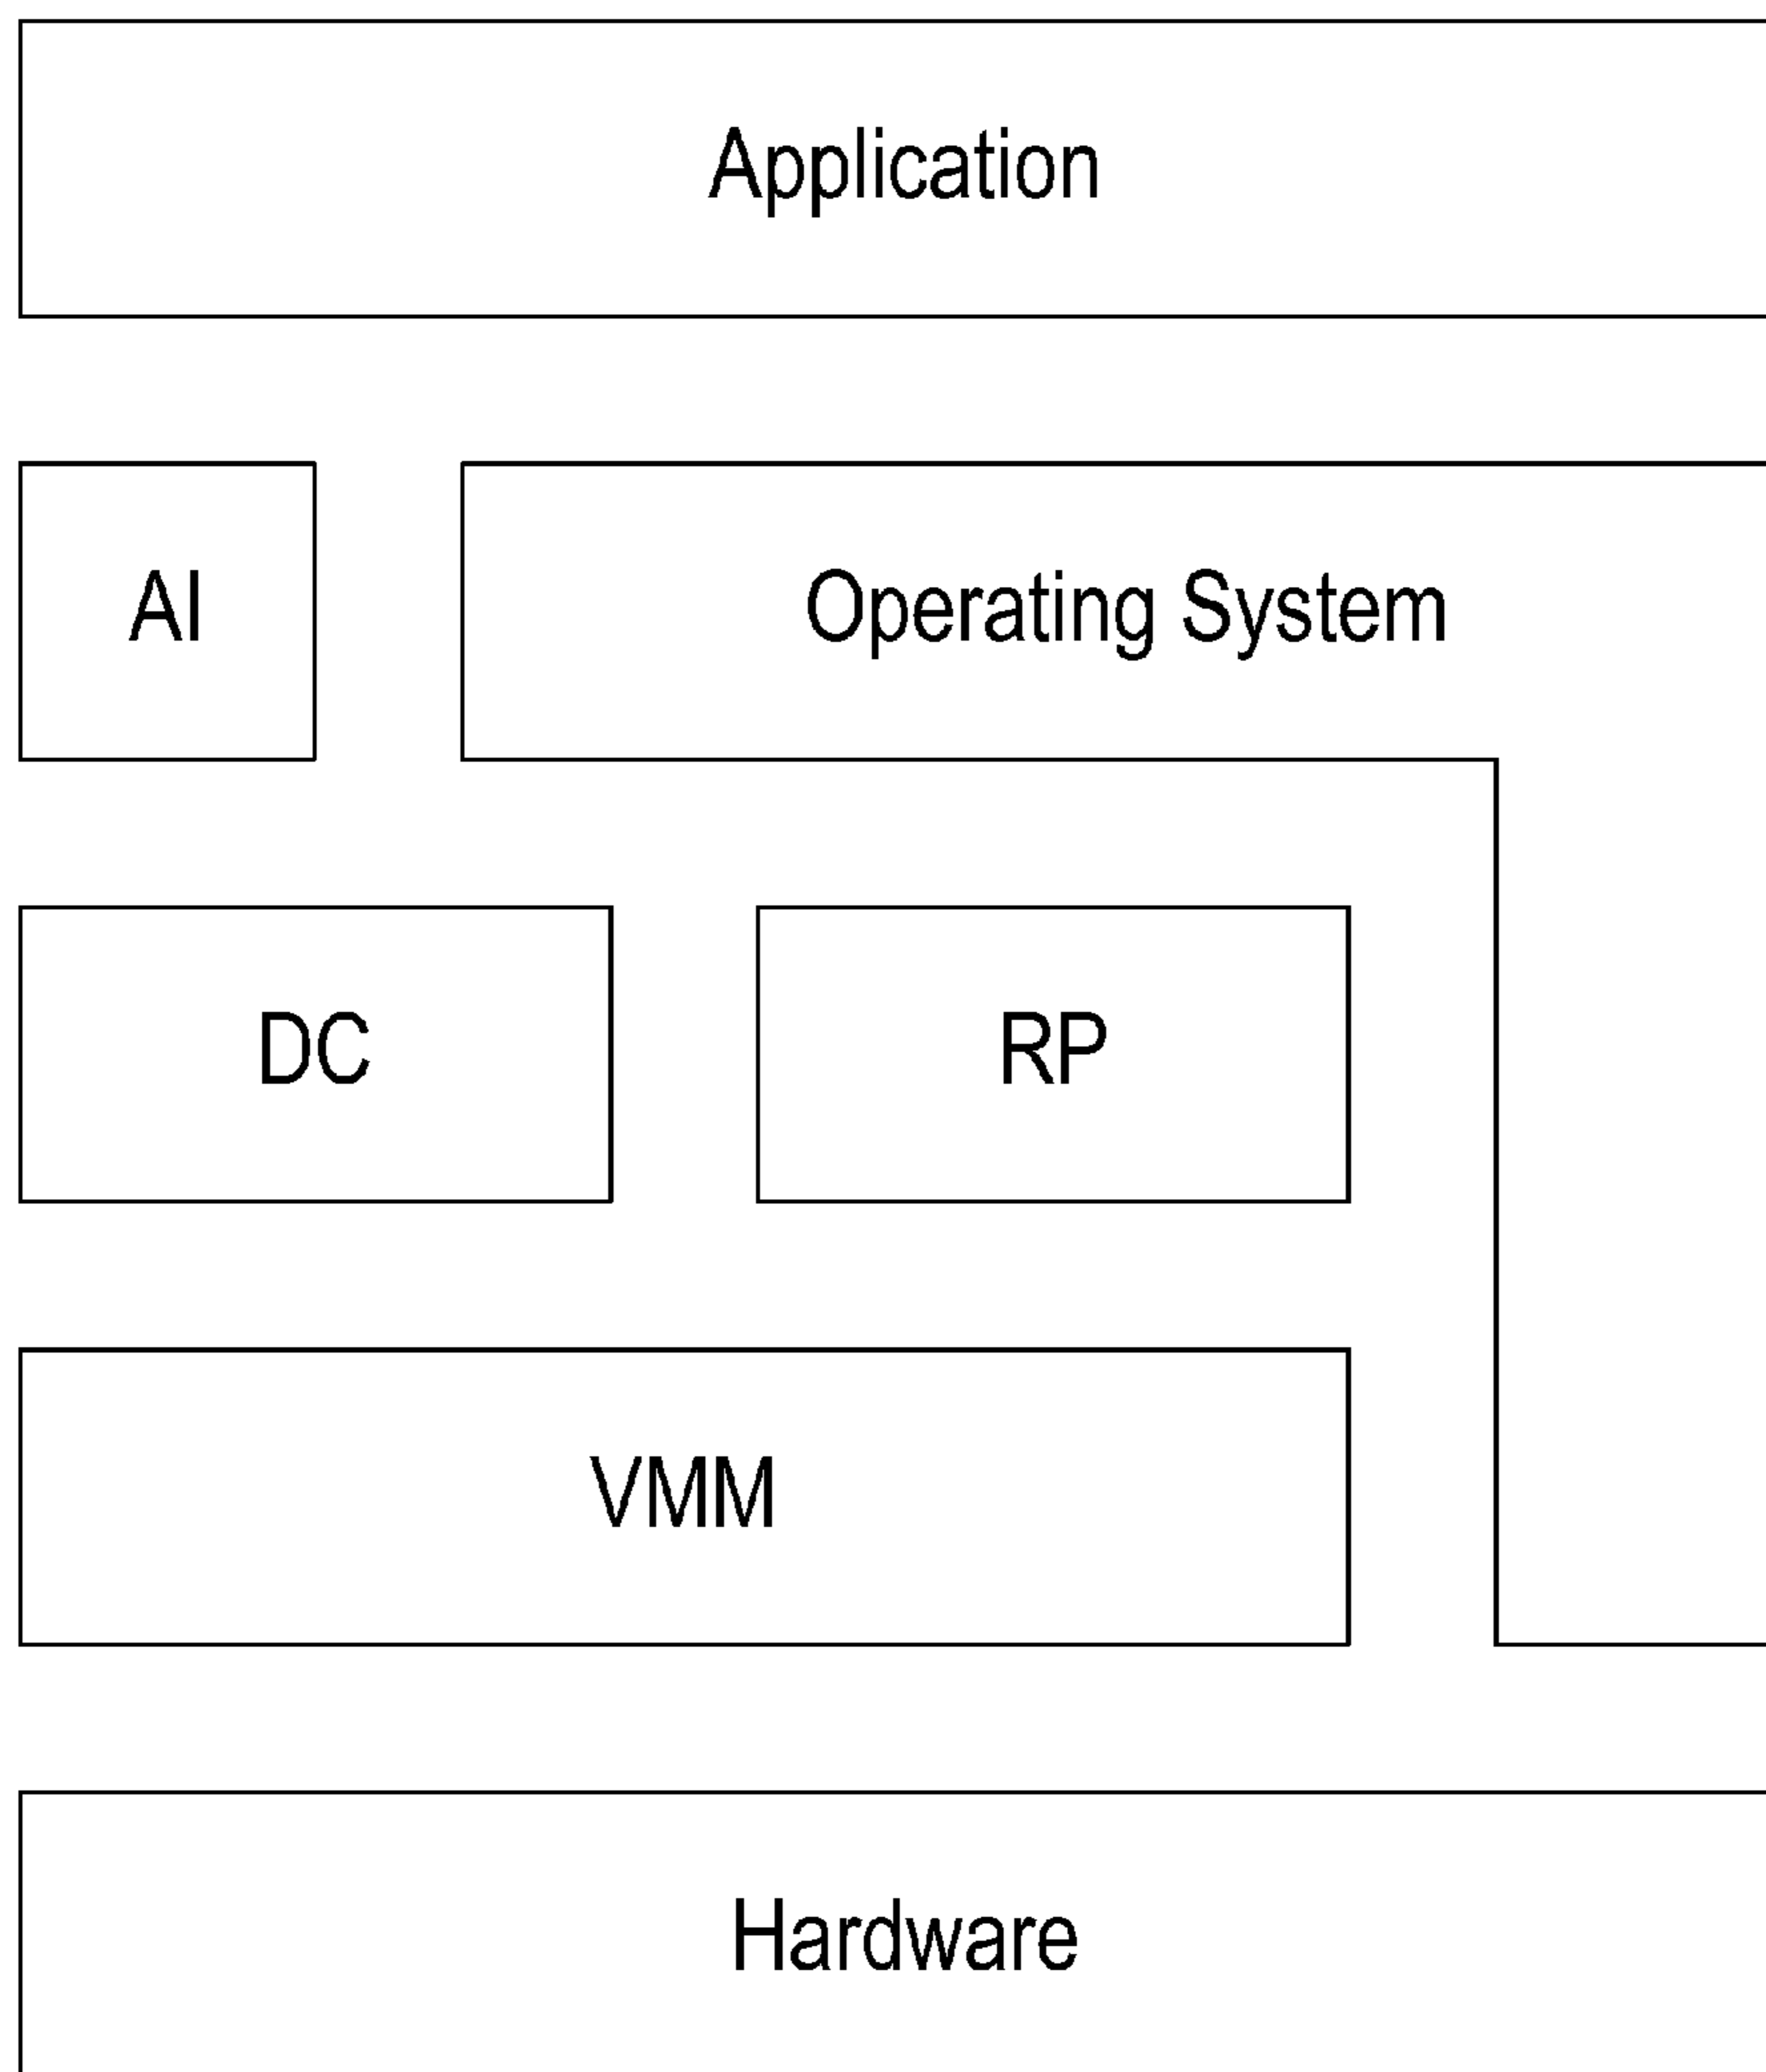 Application
AI
Operating System
DC
RP
VMM
Hardware